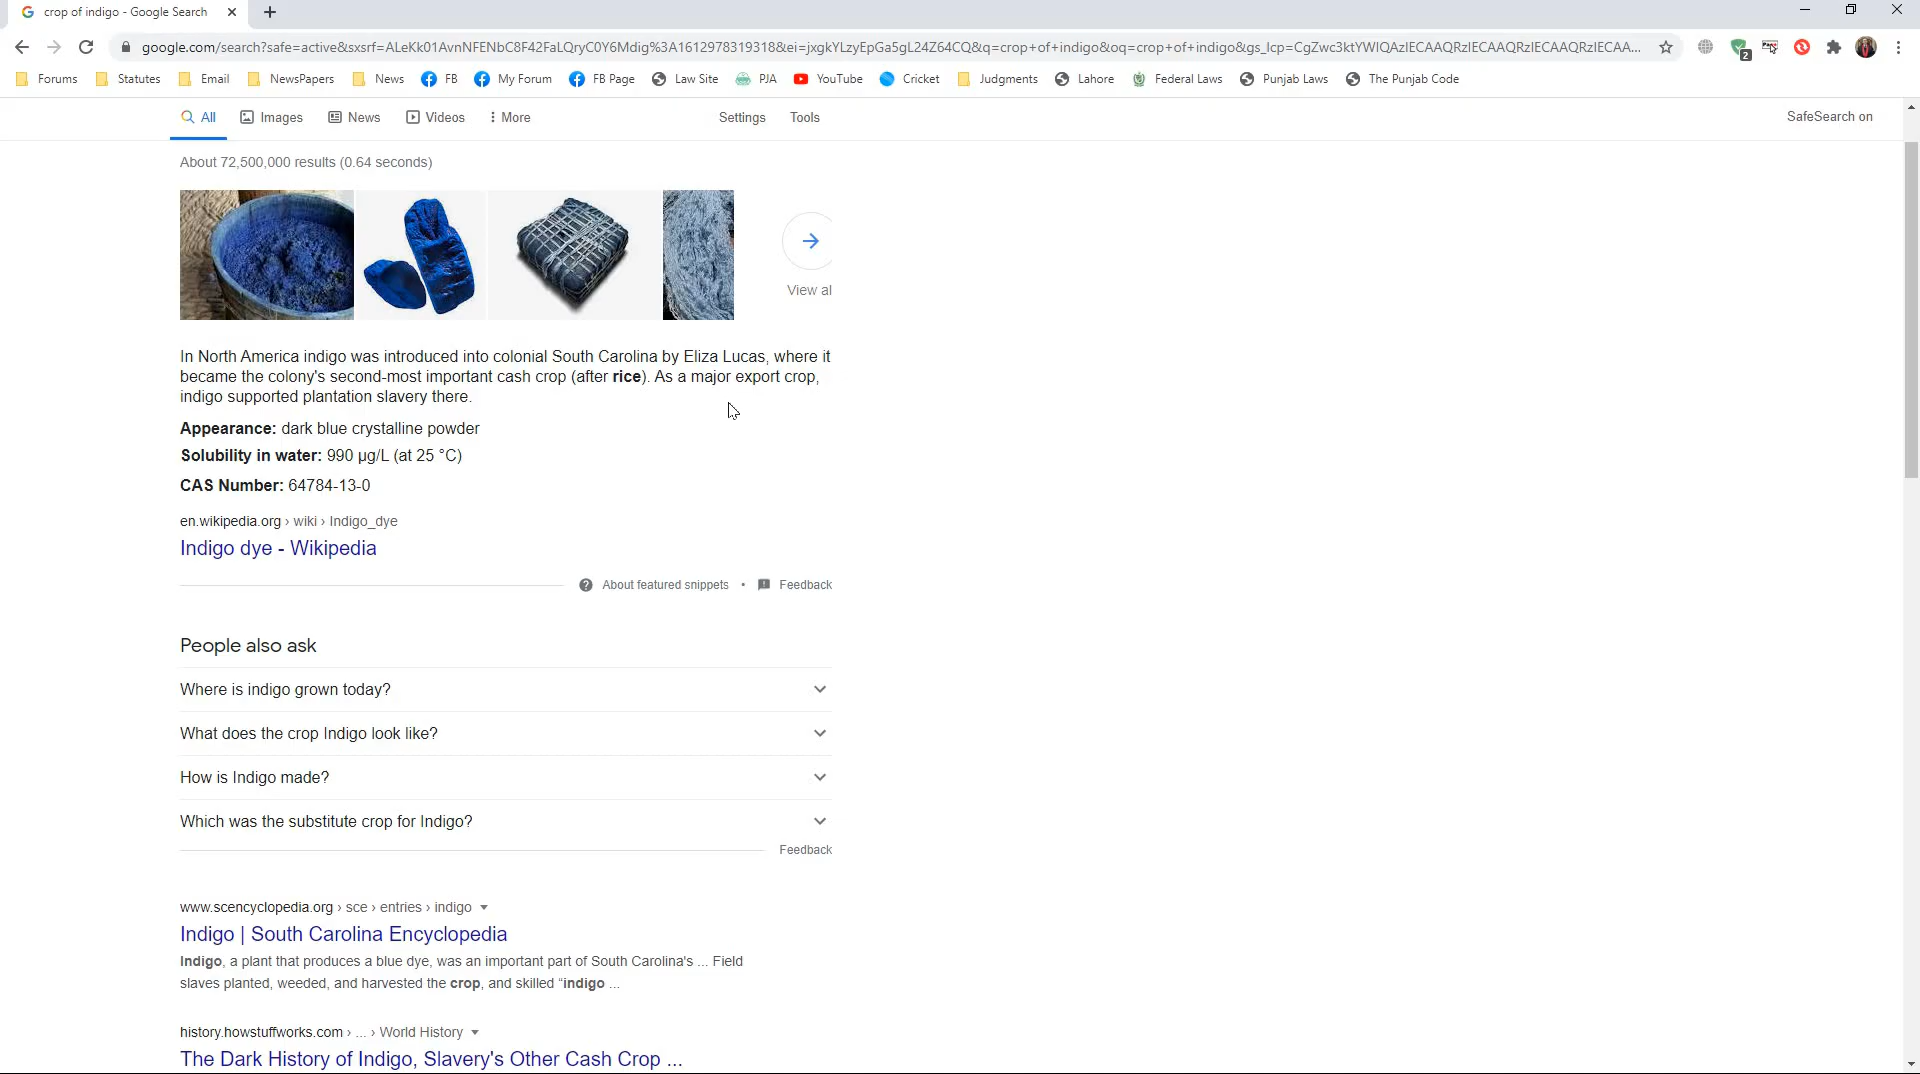 crop of indigo - Google Search
google.com/search?safe=active&sxsrf=ALeKk01AvnNFENbC8F42FaLQryC0Y6Mdig%3A1612978319318&ei=jxgkYLzyEpGa5gL24Z64CQ&q=crop+of+indigo&oq=crop+of+indigo&gs_lcp=CgZwc3ktYWIQAzIECAAQRzIECAAQRzIECAAQRzIECAAQRzIECAA...
2
Forums Statutes Email NewsPapers News FB My Forum FB Page Law Site PJA YouTube Cricket Judgments Lahore Federal Laws Punjab Laws The Punjab Code
All Images News Videos More Settings Tools SafeSearch on
About 72,500,000 results (0.64 seconds)
View al
In North America indigo was introduced into colonial South Carolina by Eliza Lucas, where it
became the colony's second-most important cash crop (after rice). As a major export crop,
indigo supported plantation slavery there.
Appearance: dark blue crystalline powder
Solubility in water: 990 µg/L (at 25 °C)
CAS Number: 64784-13-0
en.wikipedia.org › wiki › Indigo_dye
Indigo dye - Wikipedia
About featured snippets • Feedback
People also ask
Where is indigo grown today?
What does the crop Indigo look like?
How is Indigo made?
Which was the substitute crop for Indigo?
Feedback
www.scencyclopedia.org › sce › entries › indigo
Indigo | South Carolina Encyclopedia
Indigo, a plant that produces a blue dye, was an important part of South Carolina's ... Field
slaves planted, weeded, and harvested the crop, and skilled “indigo ...
history.howstuffworks.com › ... › World History
The Dark History of Indigo, Slavery's Other Cash Crop ...